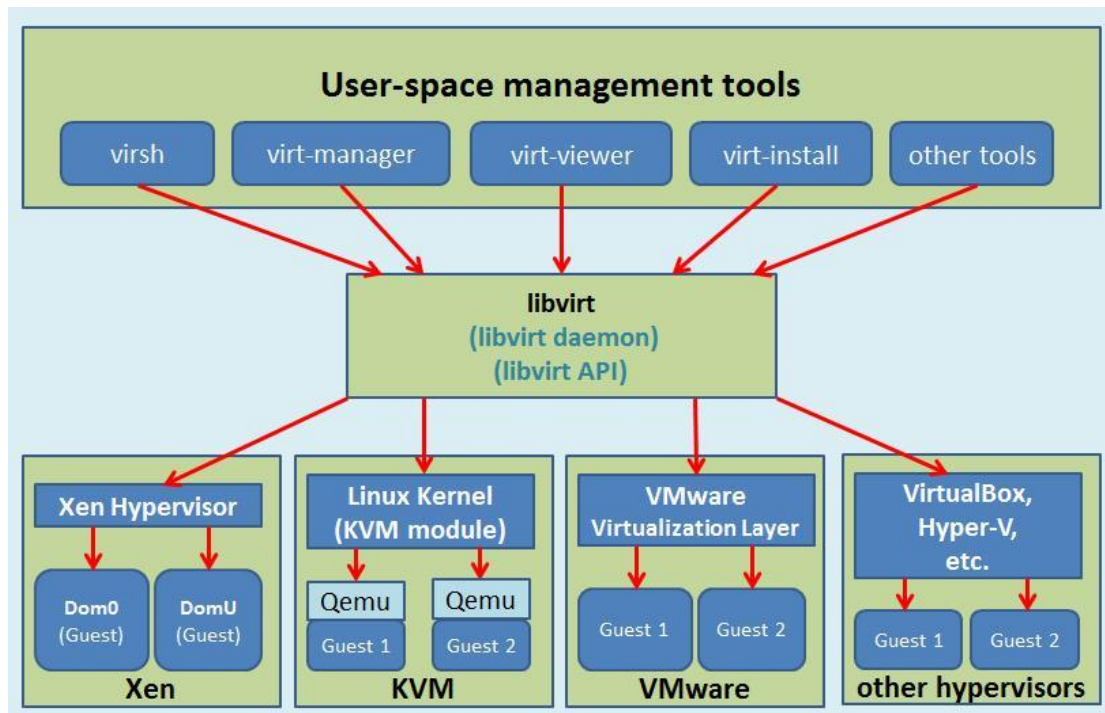 User-space management tools
virsh
virt-manager
virt-viewer
virt-install
other tools
libvirt
(libvirt daemon)
(libvirt API)
Xen Hypervisor
Dom0
(Guest)
DomU
(Guest)
Xen
Linux Kernel
(KVM module)
Qemu
Guest 1
Qemu
Guest 2
KVM
VMware
Virtualization Layer
Guest 1
Guest 2
VMware
VirtualBox,
Hyper-V,
etc.
Guest 1
Guest 2
other hypervisors